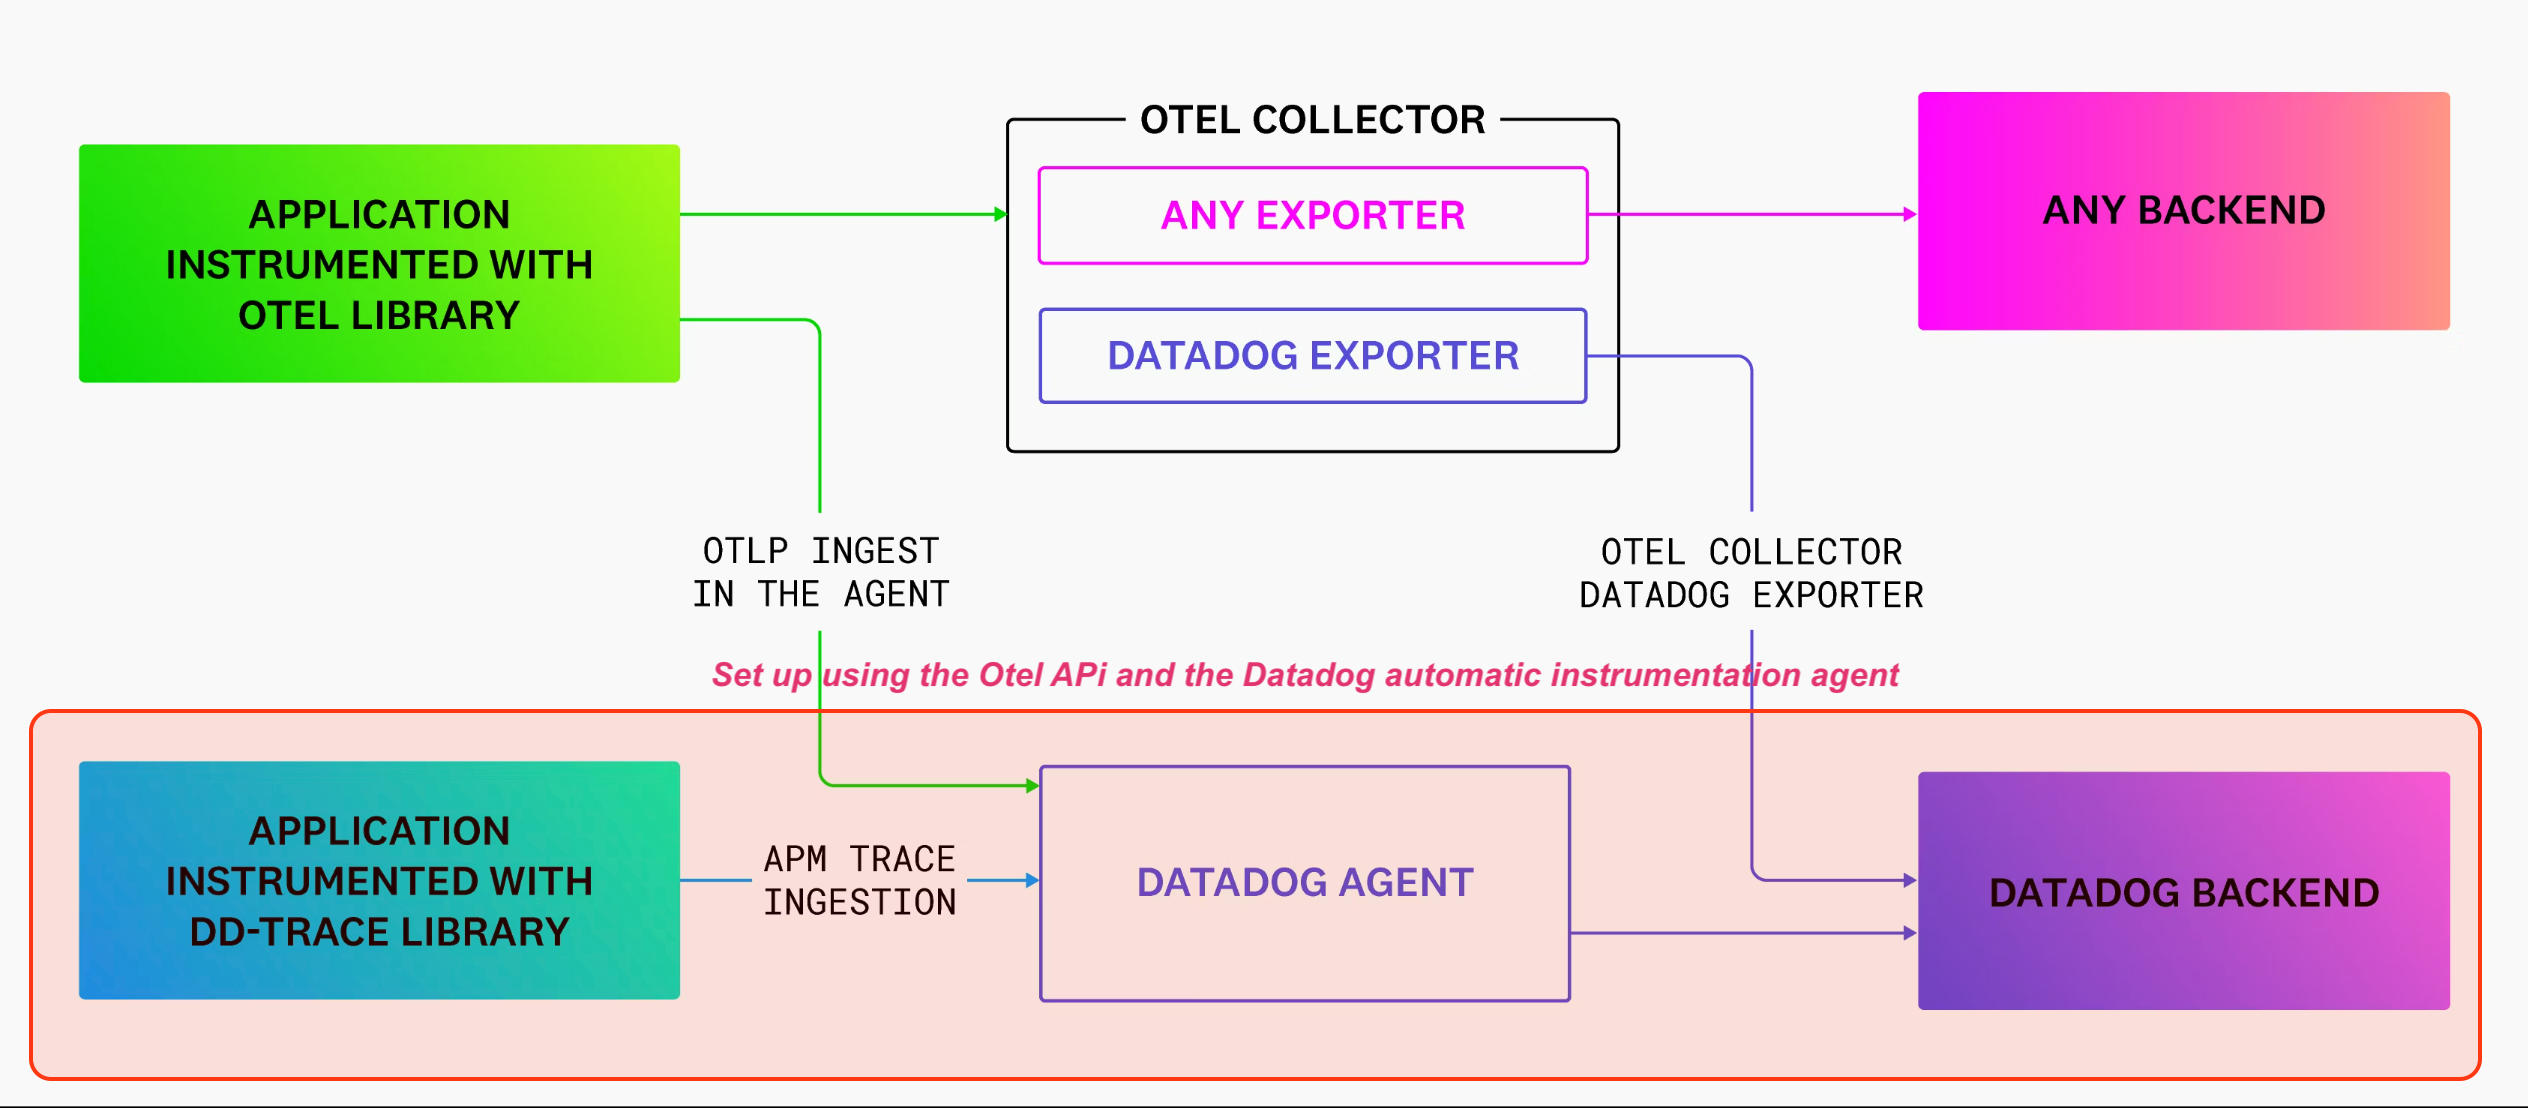 OTEL COLLECTOR
APPLICATION
INSTRUMENTED WITH
OTEL LIBRARY
ANY EXPORTER
ANY BACKEND
DATADOG EXPORTER
OTLP INGEST
IN THE AGENT
OTEL COLLECTOR
DATADOG EXPORTER
Set up using the Otel APi and the Datadog automatic instrumentation agent
APPLICATION
INSTRUMENTED WITH
DD-TRACE LIBRARY
APM TRACE
INGESTION
DATADOG AGENT
DATADOG BACKEND